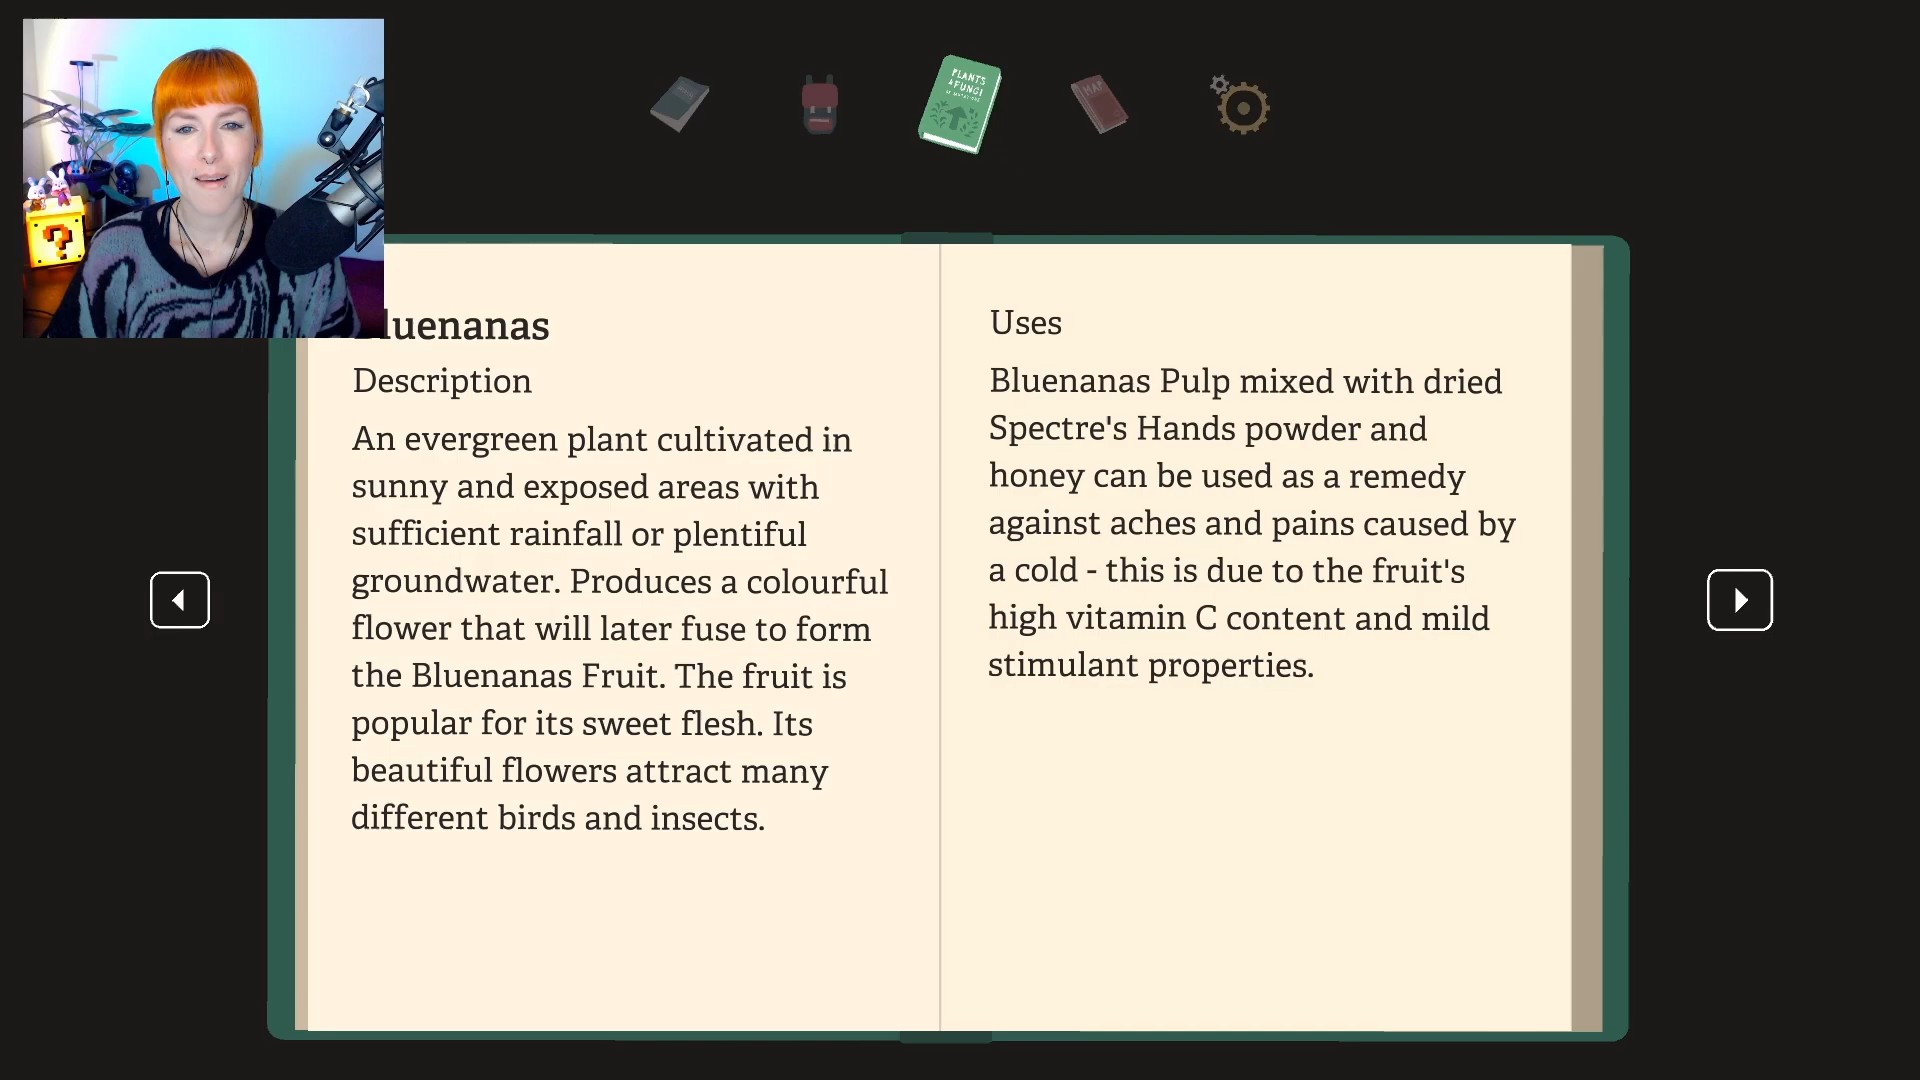 PLANTS
& FUNGI
MAP
?
luenanas
Description
An evergreen plant cultivated in
sunny and exposed areas with
sufficient rainfall or plentiful
groundwater. Produces a colourful
flower that will later fuse to form
the Bluenanas Fruit. The fruit is
popular for its sweet flesh. Its
beautiful flowers attract many
different birds and insects.
Uses
Bluenanas Pulp mixed with dried
Spectre's Hands powder and
honey can be used as a remedy
against aches and pains caused by
a cold - this is due to the fruit's
high vitamin C content and mild
stimulant properties.